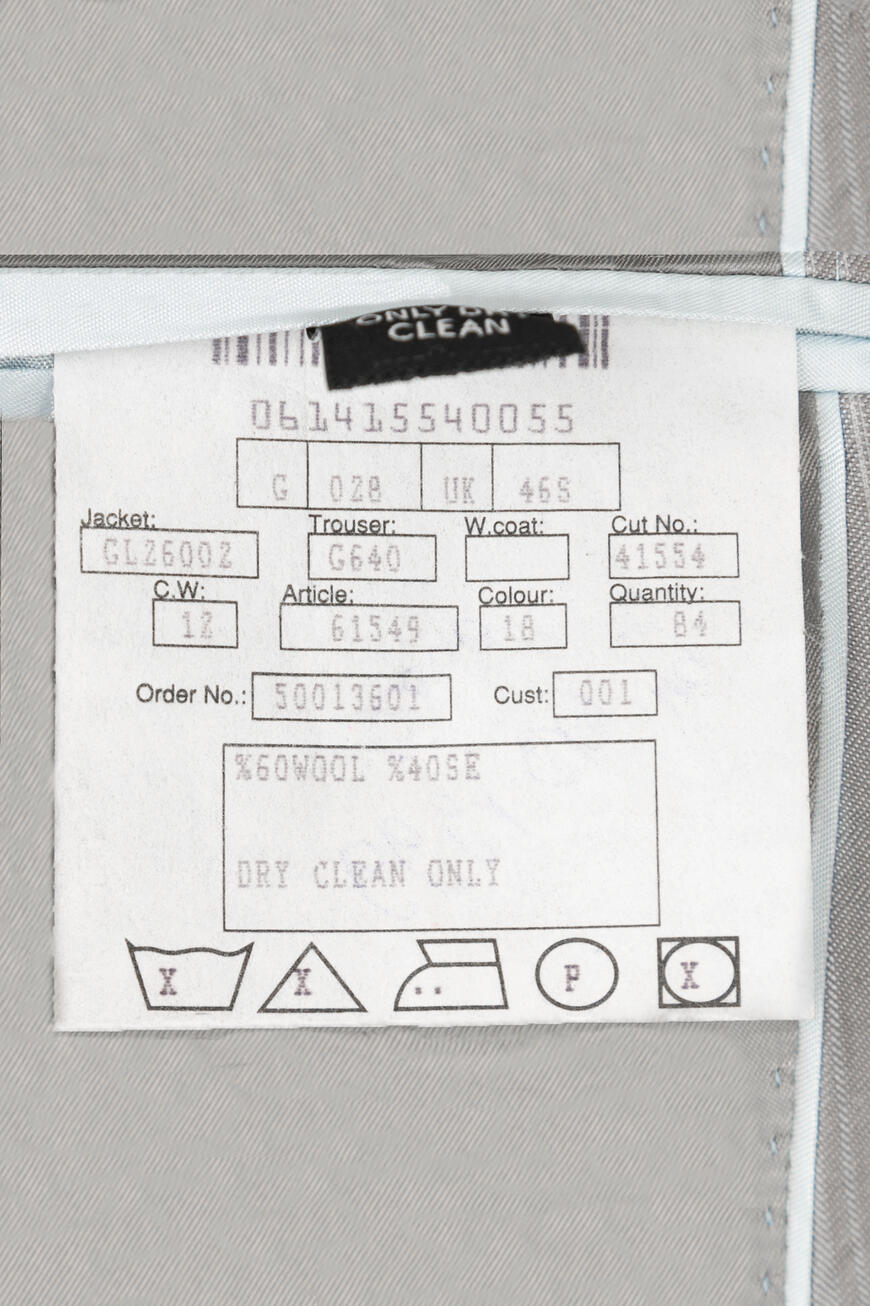 ONLY DRY
CLEAN
061415540055
G 028 UK 46S
Jacket: Trouser: W.coat: Cut No.:
GL26002 G640 41554
C.W: Article: Colour: Quantity:
12 61549 18 84
Order No.: 50013601 Cust: 001
%60WOOL %40SE
DRY CLEAN ONLY
X X .. P X